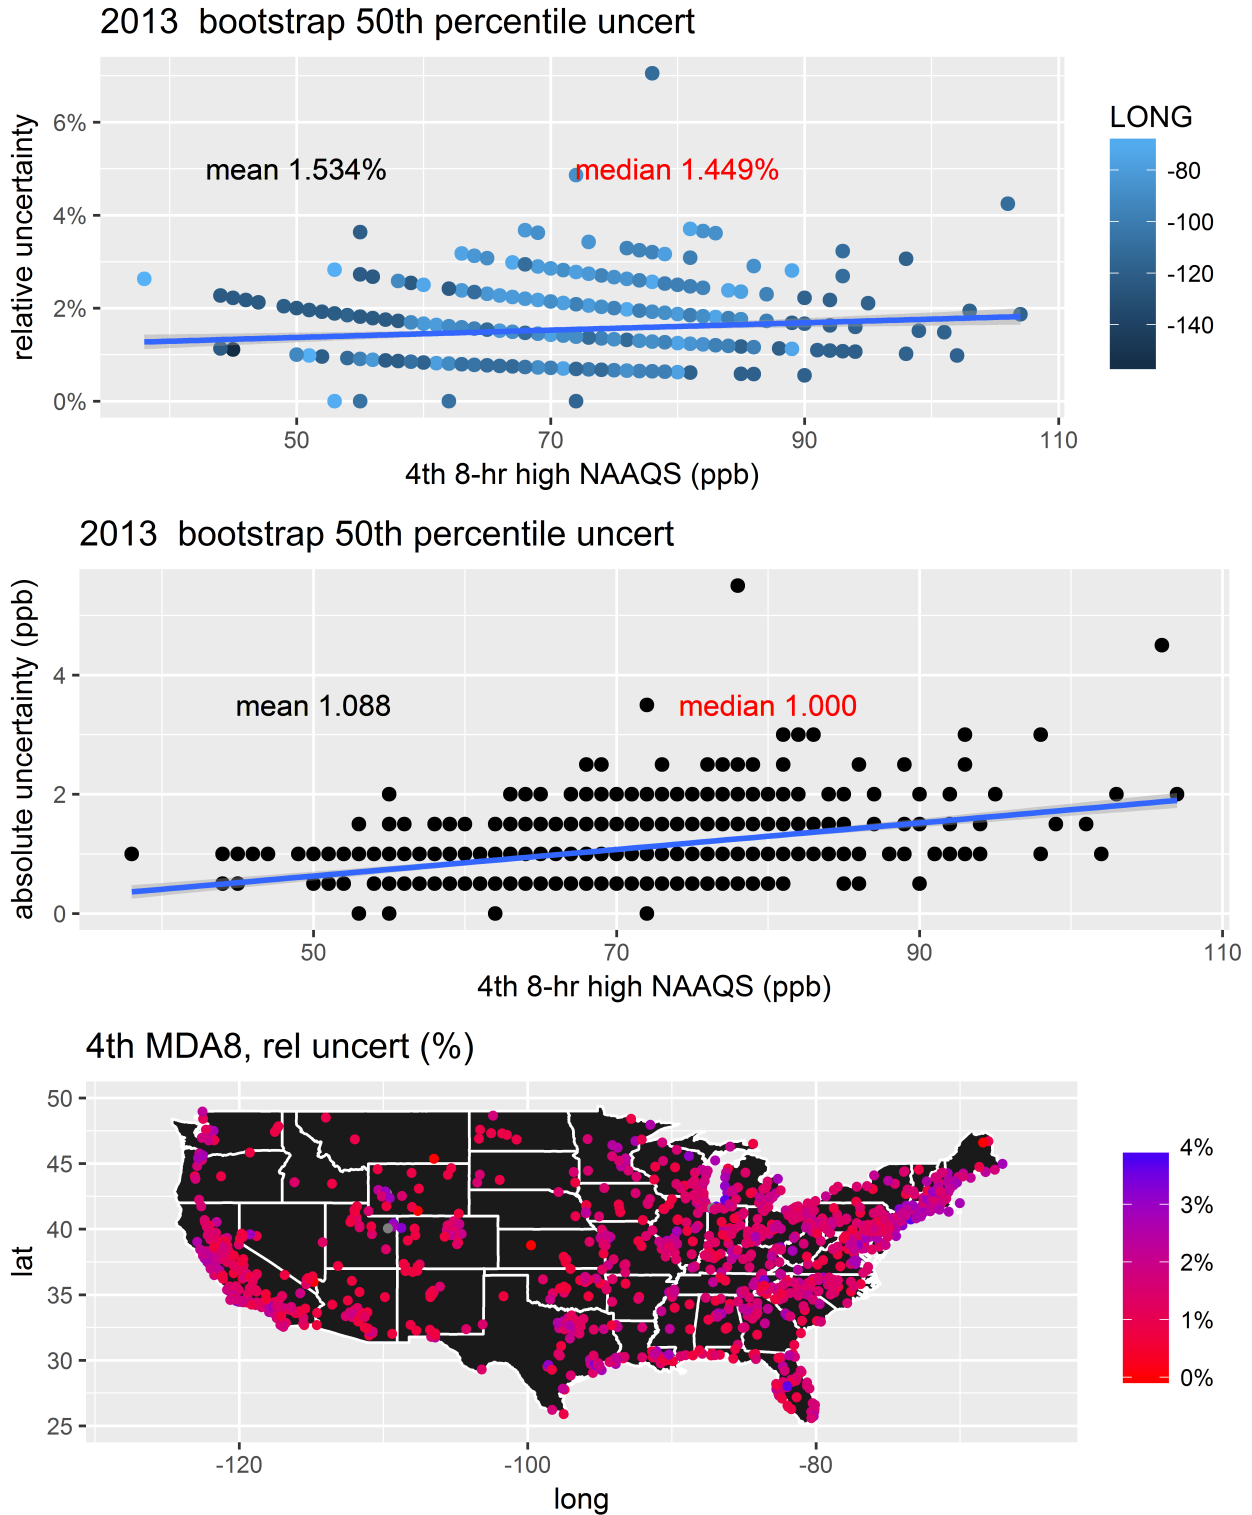 2013  bootstrap 50th percentile uncert
relative uncertainty
6%
4%
2%
0%
mean 1.534%
median 1.449%
50
70
90
110
4th 8-hr high NAAQS (ppb)
LONG
-80
-100
-120
-140
2013  bootstrap 50th percentile uncert
absolute uncertainty (ppb)
4
2
0
mean 1.088
median 1.000
50
70
90
110
4th 8-hr high NAAQS (ppb)
4th MDA8, rel uncert (%)
lat
50
45
40
35
30
25
-120
-100
-80
long
4%
3%
2%
1%
0%